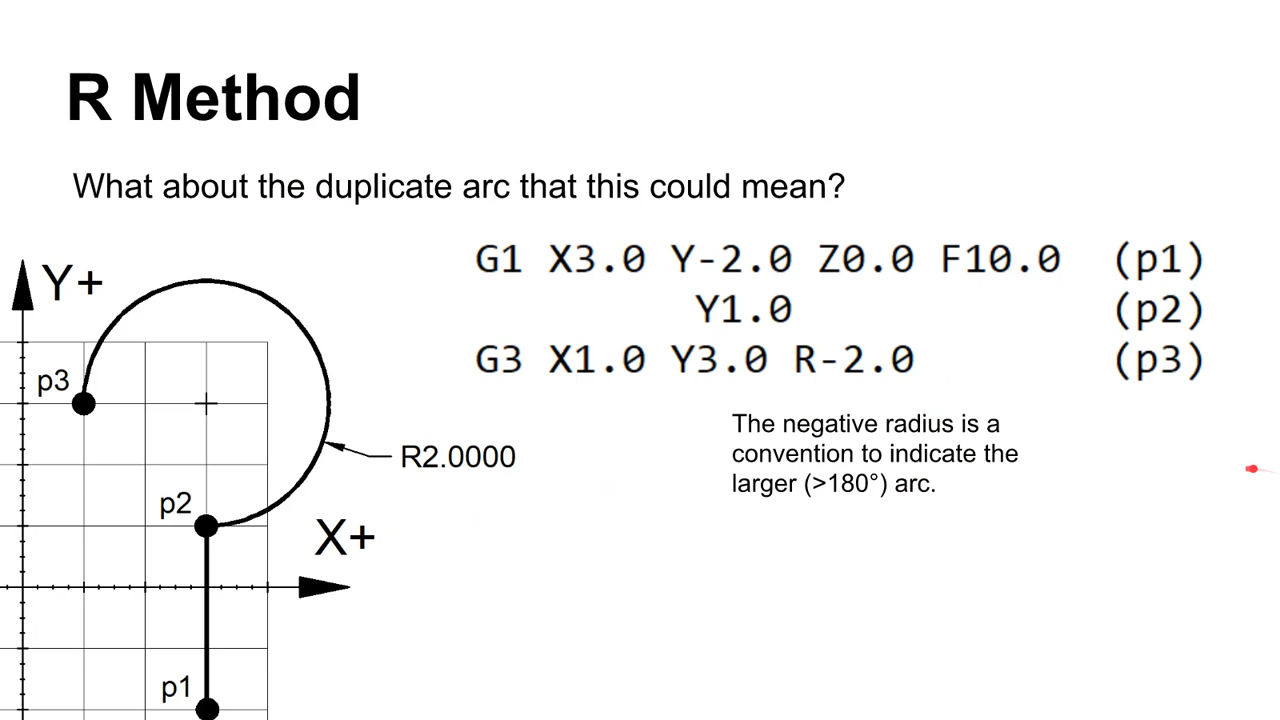 R Method
What about the duplicate arc that this could mean?
G1 X3.0 Y-2.0 Z0.0 F10.0 (p1)
Y1.0 (p2)
G3 X1.0 Y3.0 R-2.0 (p3)
The negative radius is a
convention to indicate the
larger (>180°) arc.
Y+
p3
R2.0000
p2
X+
p1